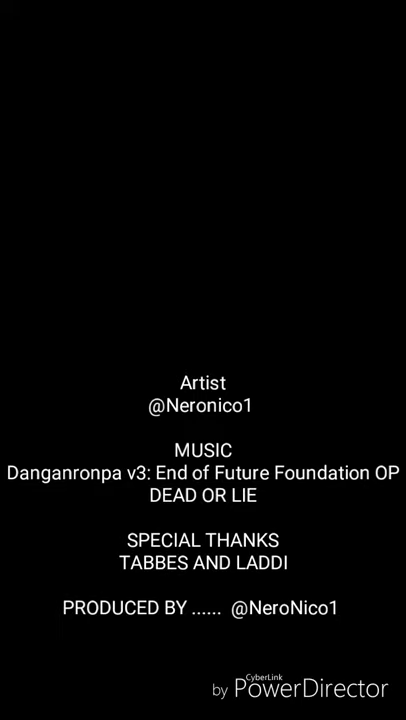 Artist
@Neronico1
MUSIC
Danganronpa v3: End of Future Foundation OP
DEAD OR LIE
SPECIAL THANKS
TABBES AND LADDI
PRODUCED BY ...... @NeroNico1
CyberLink
by PowerDirector